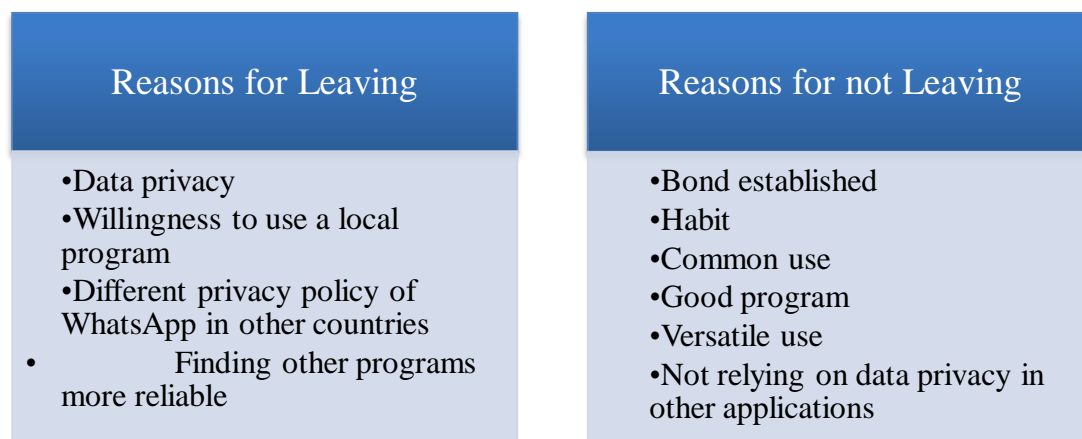 Reasons for Leaving
•Data privacy
•Willingness to use a local
program
•Different privacy policy of
WhatsApp in other countries
• Finding other programs
more reliable
Reasons for not Leaving
•Bond established
•Habit
•Common use
•Good program
•Versatile use
•Not relying on data privacy in
other applications